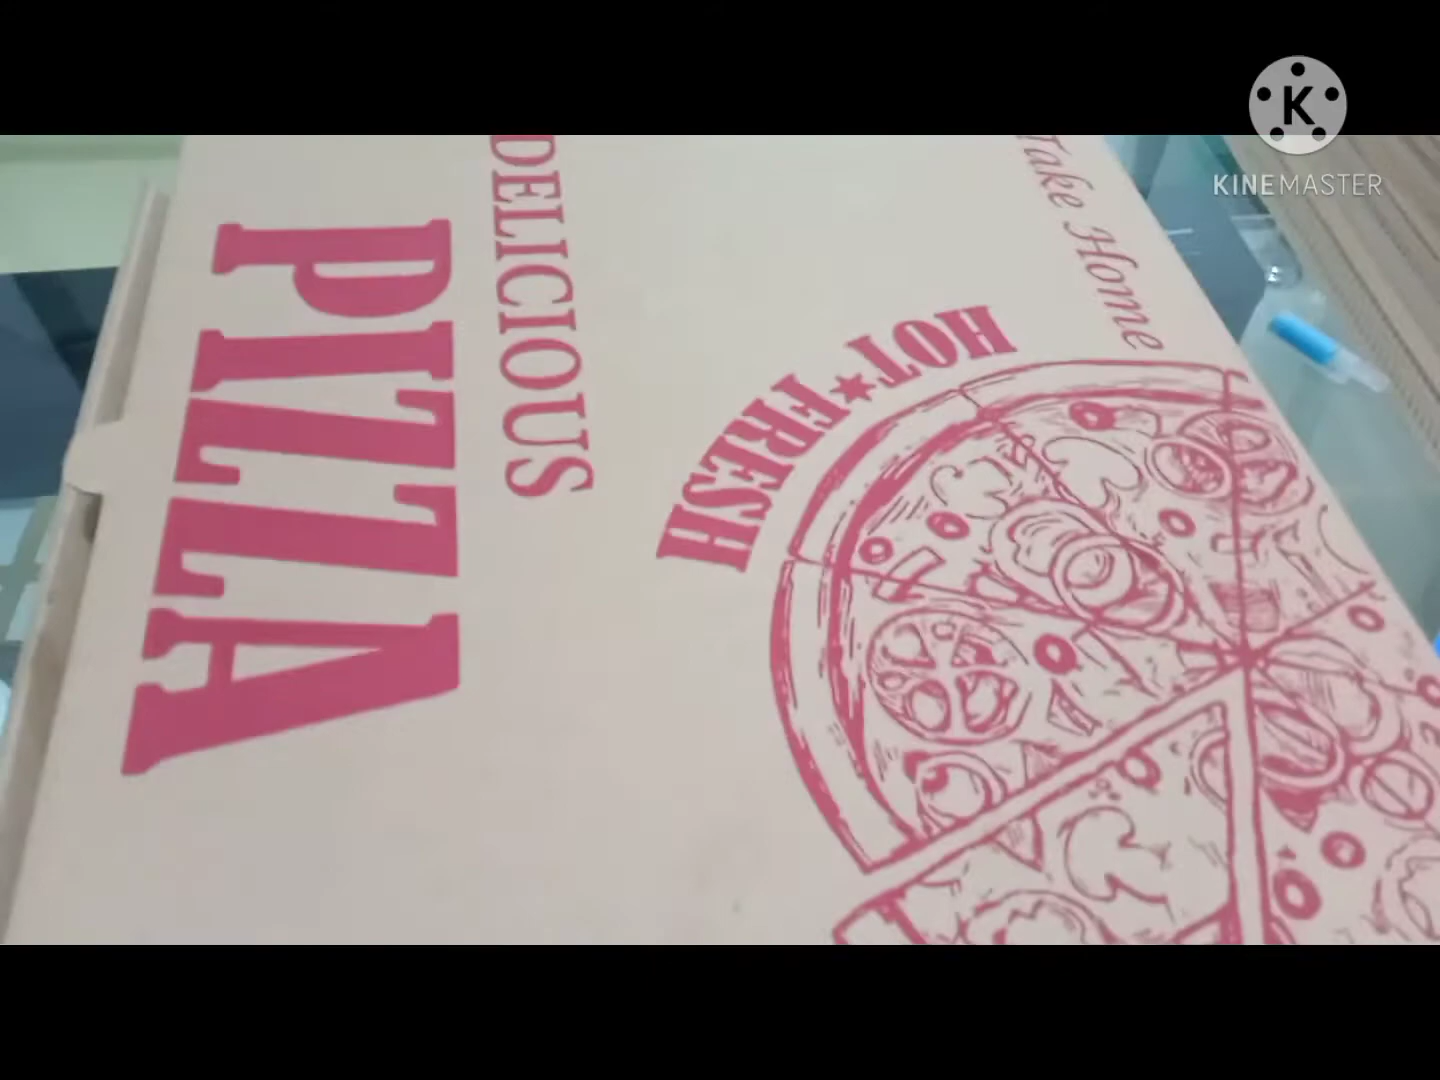 K
KINEMASTER
Take Home
HOT★FRESH
DELICIOUS
PIZZA